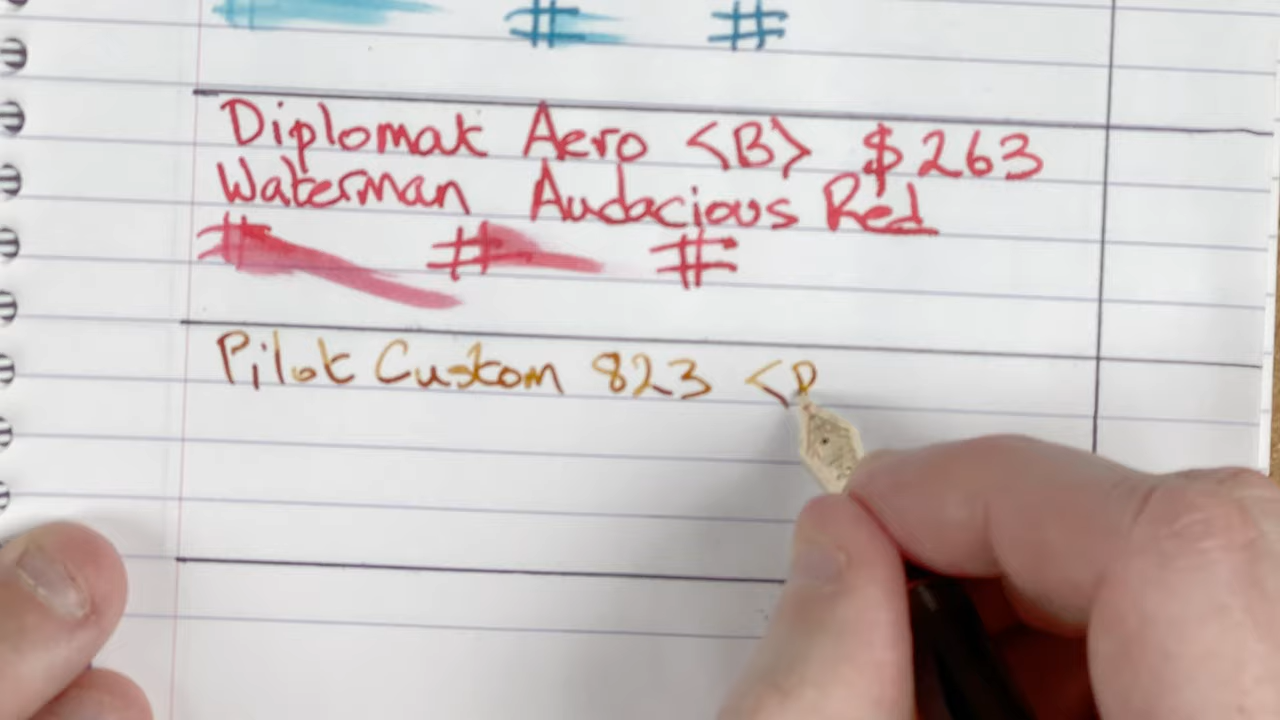 # #
Diplomat Aero <B> $263
Waterman Audacious Red
# # #
Pilot Custom 823 <